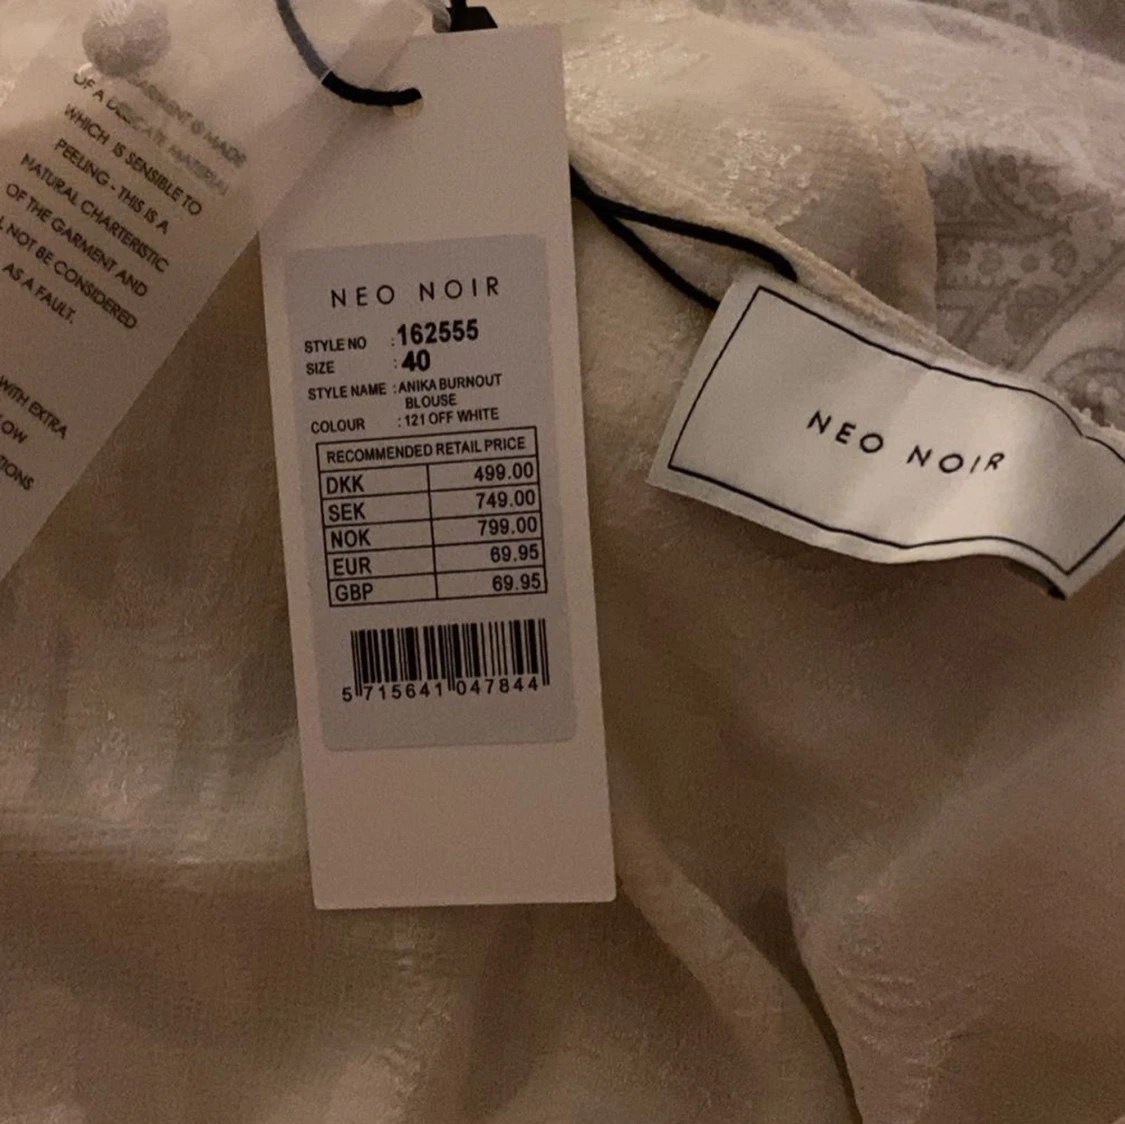 GARMENT IS MADE
OF A DELICATE MATERIAL
WHICH IS SENSIBLE TO
PEELING - THIS IS A
NATURAL CHARTERISTIC
OF THE GARMENT AND
NOT BE CONSIDERED
AS A FAULT.
WITH EXTRA
NEO NOIR
STYLE NO : 162555
SIZE : 40
STYLE NAME : ANIKA BURNOUT
BLOUSE
COLOUR : 121 OFF WHITE
RECOMMENDED RETAIL PRICE
DKK 499.00
SEK 749.00
NOK 799.00
EUR 69.95
GBP 69.95
5 715641 047844
NEO NOIR